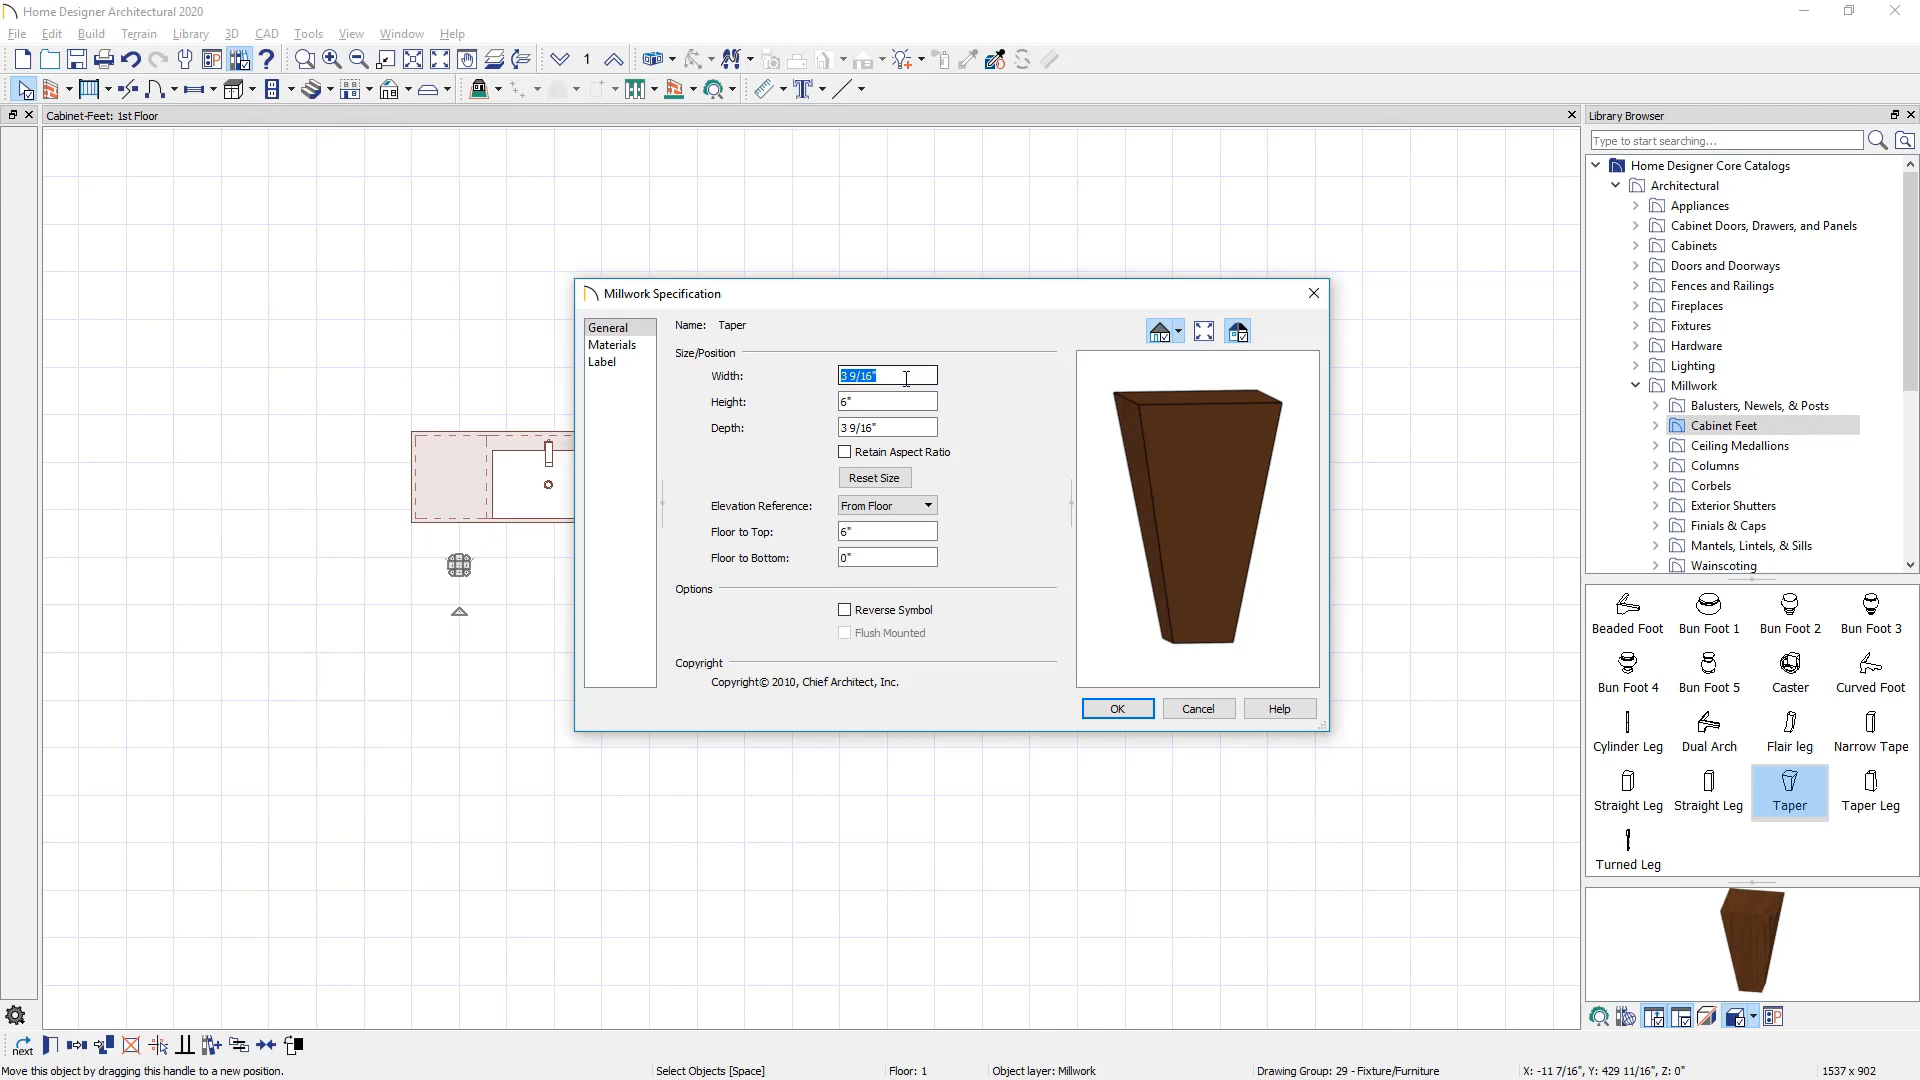 Home Designer Architectural 2020
File Edit Build Terrain Library 3D CAD Tools View Window Help
1
Cabinet-Feet: 1st Floor
Library Browser
Type to start searching...
Home Designer Core Catalogs
Architectural
Appliances
Cabinet Doors, Drawers, and Panels
Cabinets
Doors and Doorways
Fences and Railings
Fireplaces
Fixtures
Hardware
Lighting
Millwork
Balusters, Newels, & Posts
Cabinet Feet
Ceiling Medallions
Columns
Corbels
Exterior Shutters
Finials & Caps
Mantels, Lintels, & Sills
Wainscoting
Millwork Specification
General
Materials
Label
Name: Taper
Size/Position
Width: 3 9/16"
Height: 6"
Depth: 3 9/16"
Retain Aspect Ratio
Reset Size
Elevation Reference: From Floor
Floor to Top: 6"
Floor to Bottom: 0"
Options
Reverse Symbol
Flush Mounted
Copyright
Copyright© 2010, Chief Architect, Inc.
OK Cancel Help
Beaded Foot Bun Foot 1 Bun Foot 2 Bun Foot 3
Bun Foot 4 Bun Foot 5 Caster Curved Foot
Cylinder Leg Dual Arch Flair leg Narrow Tape
Straight Leg Straight Leg Taper Taper Leg
Turned Leg
next
Move this object by dragging this handle to a new position. Select Objects [Space] Floor: 1 Object layer: Millwork Drawing Group: 29 - Fixture/Furniture X: -11 7/16", Y: 429 11/16", Z: 0" 1537 x 902